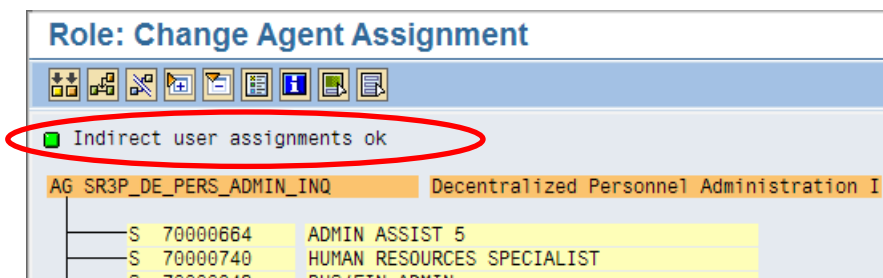 Role: Change Agent Assignment
Indirect user assignments ok
AG SR3P_DE_PERS_ADMIN_INQ Decentralized Personnel Administration I
S 70000664 ADMIN ASSIST 5
S 70000740 HUMAN RESOURCES SPECIALIST